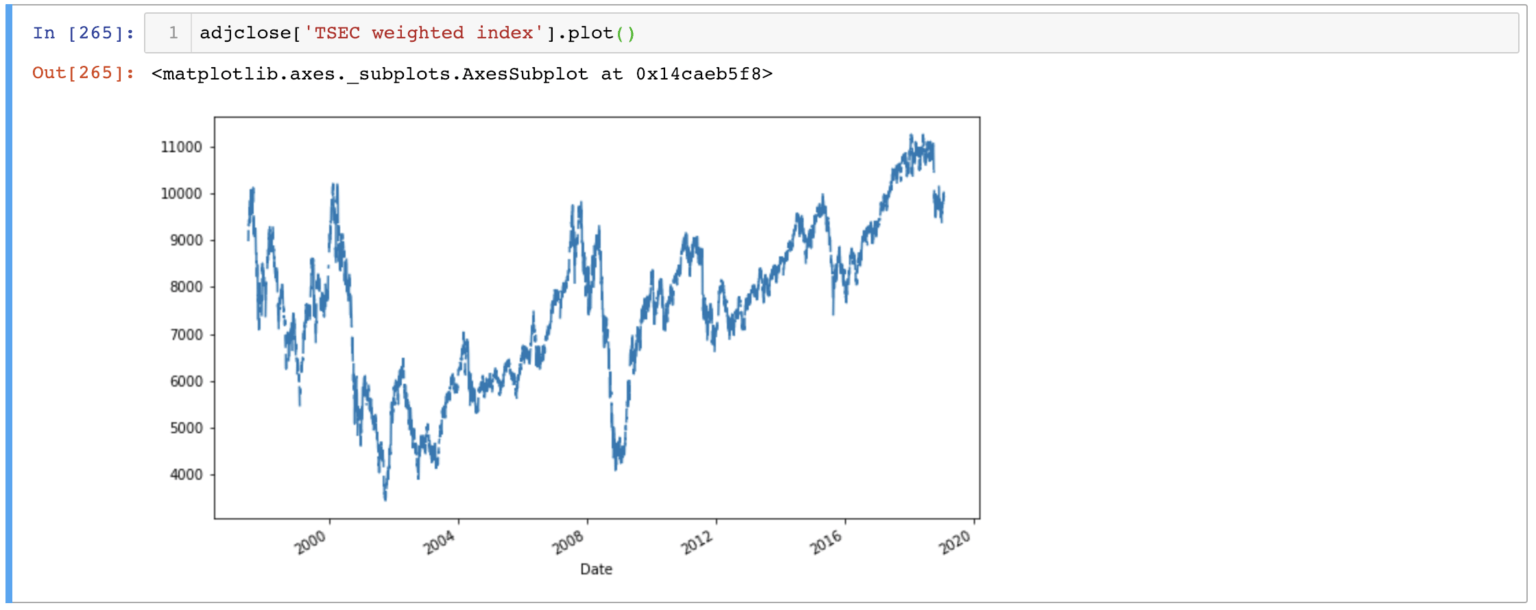 In [265]: 1 adjclose['TSEC weighted index'].plot()
Out[265]: <matplotlib.axes._subplots.AxesSubplot at 0x14caeb5f8>
11000
10000
9000
8000
7000
6000
5000
4000
2000 2004 2008 2012 2016 2020
Date